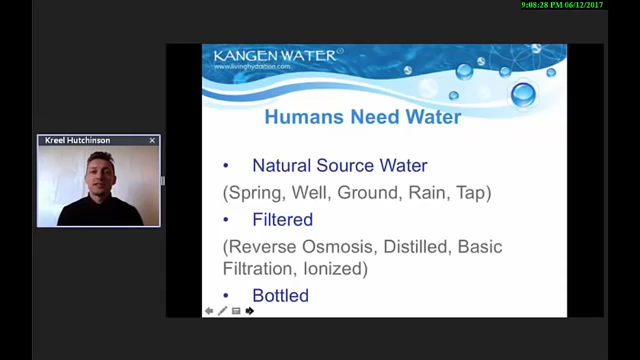 9:08:28 PM 06/12/2017
KANGEN WATER®
www.livinghydration.com
Humans Need Water
Kreel Hutchinson
• Natural Source Water
(Spring, Well, Ground, Rain, Tap)
• Filtered
(Reverse Osmosis, Distilled, Basic
Filtration, Ionized)
• Bottled